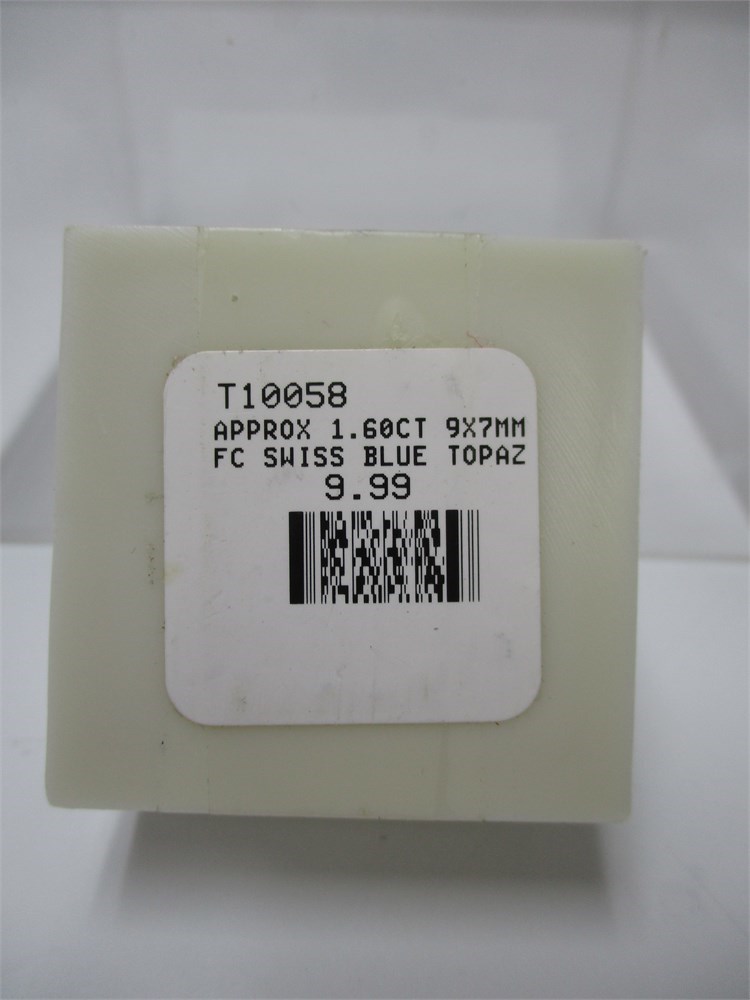 T10058
APPROX 1.60CT 9X7MM
FC SWISS BLUE TOPAZ
9.99